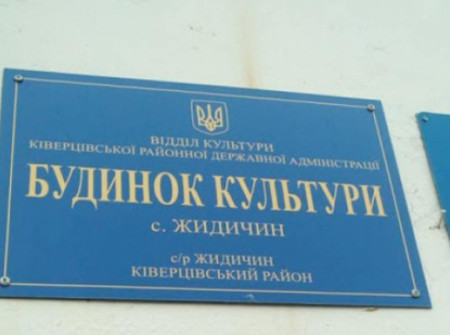 ВІДДІЛ КУЛЬТУРИ
КІВЕРЦІВСЬКОЇ РАЙОННОЇ ДЕРЖАВНОЇ АДМІНІСТРАЦІЇ
БУДИНОК КУЛЬТУРИ
с. ЖИДИЧИН
с/р ЖИДИЧИН
КІВЕРЦІВСЬКИЙ РАЙОН